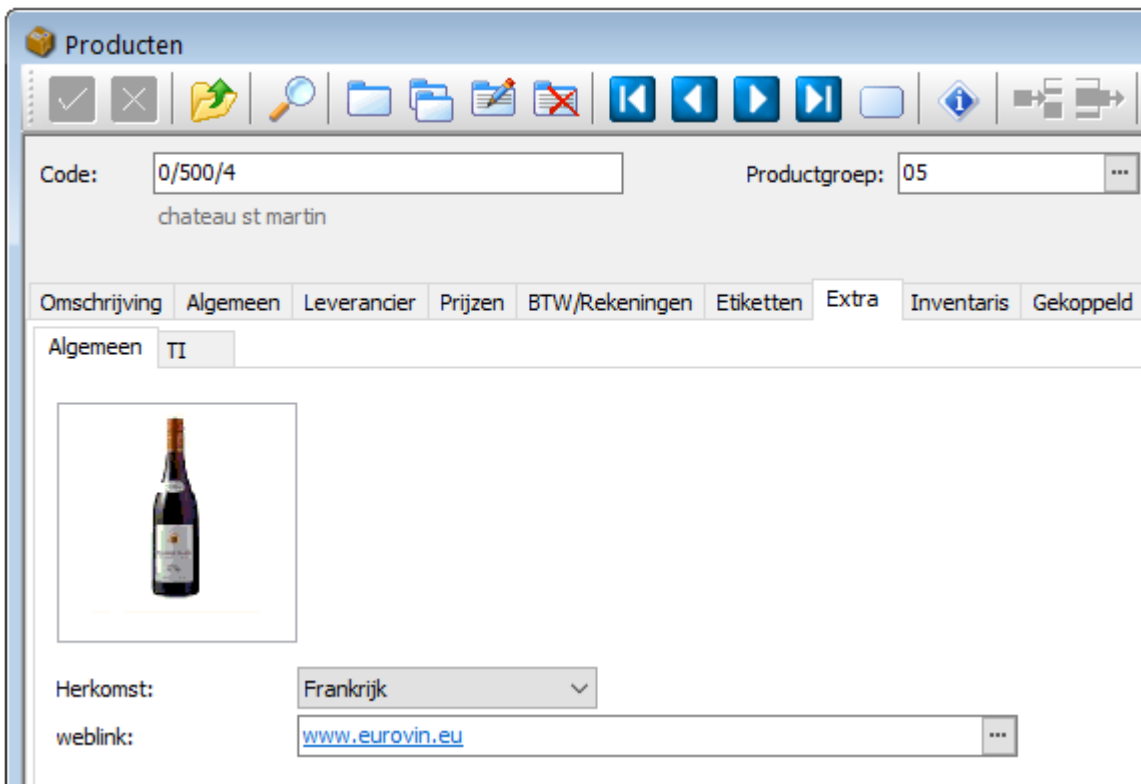 Producten
Code: 0/500/4 Productgroep: 05 ...
chateau st martin
Omschrijving Algemeen Leverancier Prijzen BTW/Rekeningen Etiketten Extra Inventaris Gekoppeld
Algemeen TI
Herkomst: Frankrijk
weblink: www.eurovin.eu ...